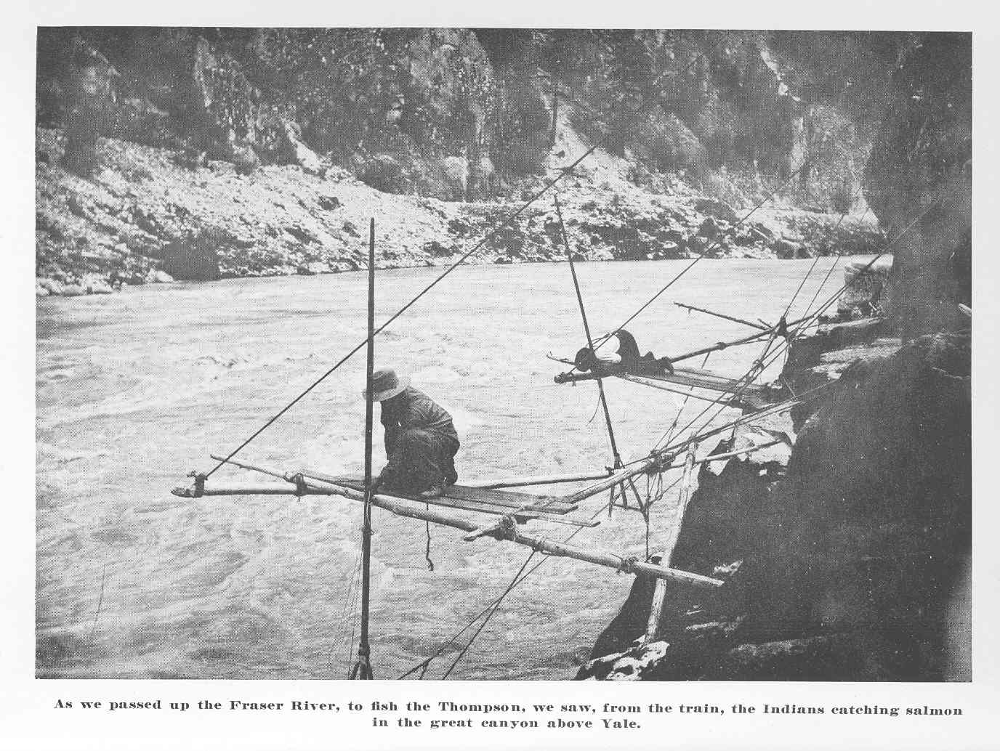 As we passed up the Fraser River, to fish the Thompson, we saw, from the train, the Indians catching salmon
in the great canyon above Yale.